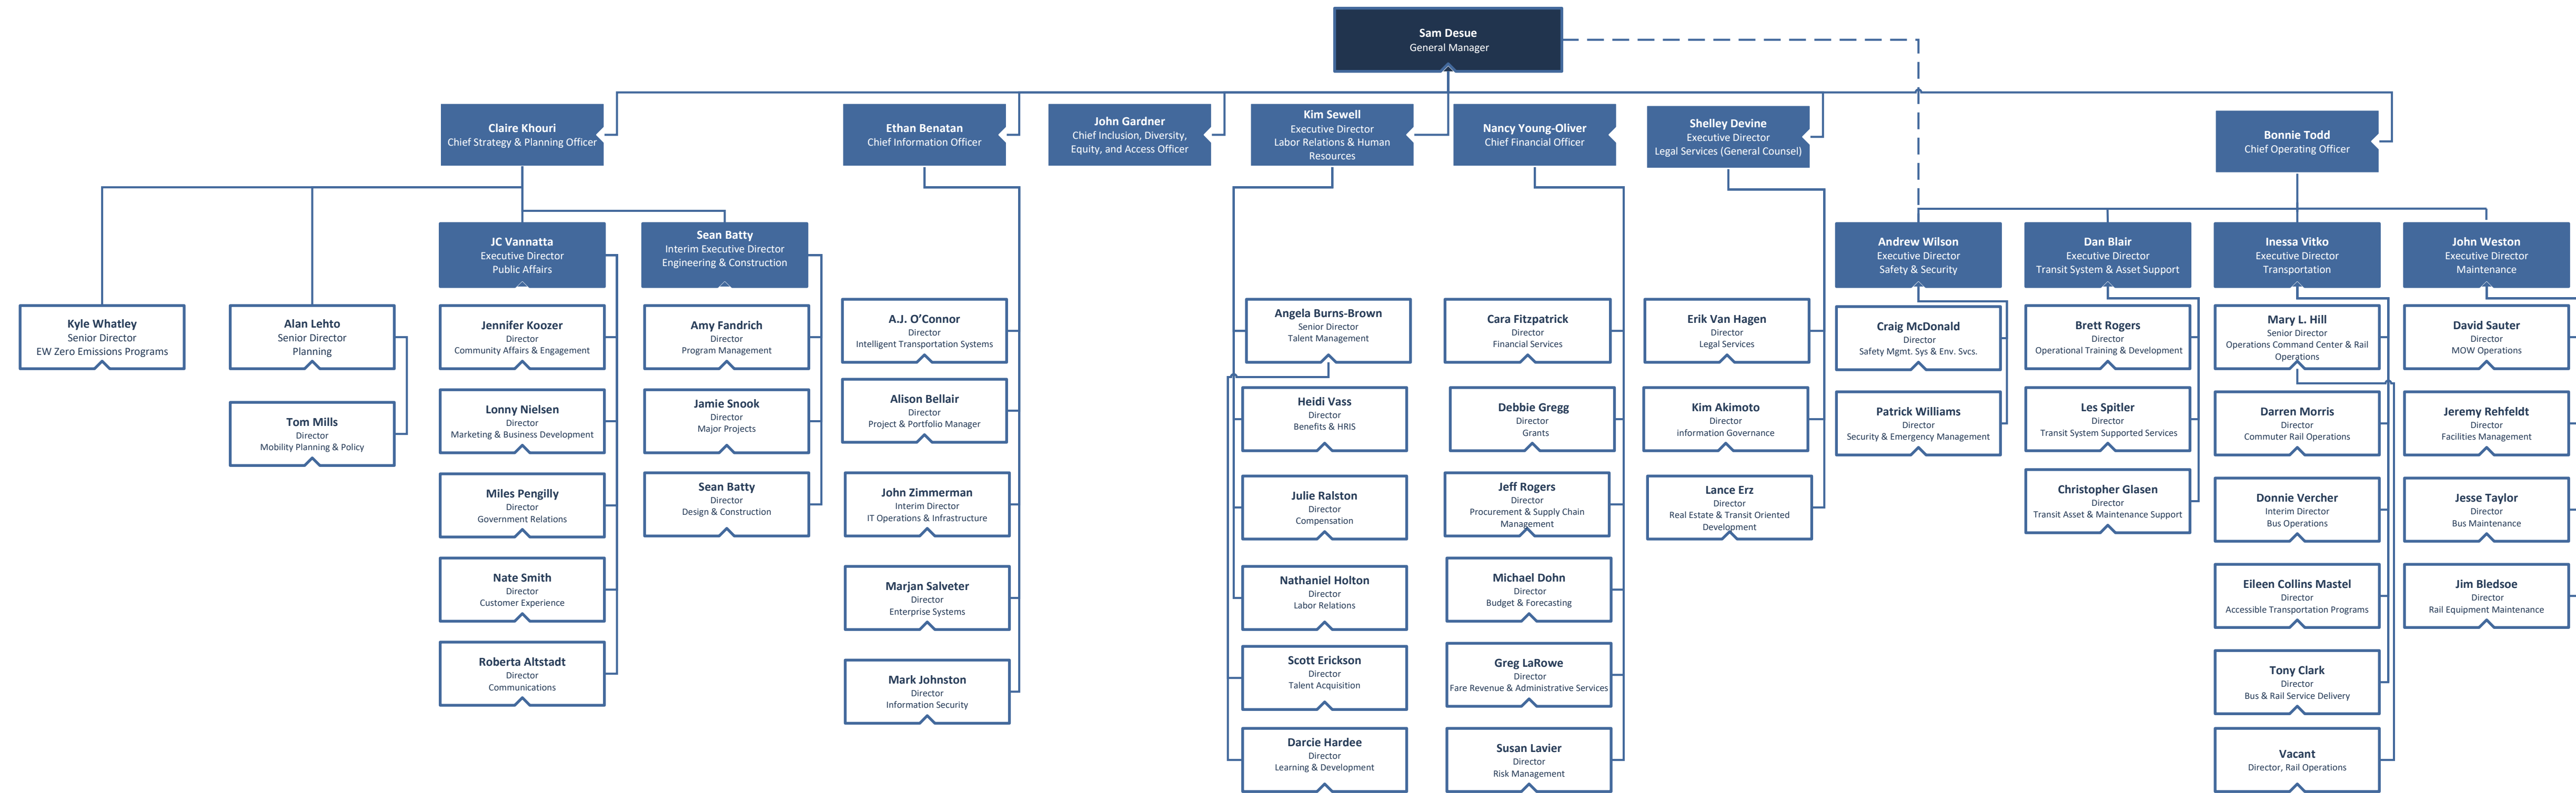 Sam Desue
General Manager
Claire Khouri
Chief Strategy & Planning Officer
Ethan Benatan
Chief Information Officer
John Gardner
Chief Inclusion, Diversity,
Equity, and Access Officer
Kim Sewell
Executive Director
Labor Relations & Human
Resources
Nancy Young-Oliver
Chief Financial Officer
Shelley Devine
Executive Director
Legal Services (General Counsel)
Bonnie Todd
Chief Operating Officer
JC Vannatta
Executive Director
Public Affairs
Sean Batty
Interim Executive Director
Engineering & Construction
Andrew Wilson
Executive Director
Safety & Security
Dan Blair
Executive Director
Transit System & Asset Support
Inessa Vitko
Executive Director
Transportation
John Weston
Executive Director
Maintenance
Kyle Whatley
Senior Director
EW Zero Emissions Programs
Alan Lehto
Senior Director
Planning
Tom Mills
Director
Mobility Planning & Policy
Jennifer Koozer
Director
Community Affairs & Engagement
Lonny Nielsen
Director
Marketing & Business Development
Miles Pengilly
Director
Government Relations
Nate Smith
Director
Customer Experience
Roberta Altstadt
Director
Communications
Amy Fandrich
Director
Program Management
Jamie Snook
Director
Major Projects
Sean Batty
Director
Design & Construction
A.J. O’Connor
Director
Intelligent Transportation Systems
Alison Bellair
Director
Project & Portfolio Manager
John Zimmerman
Interim Director
IT Operations & Infrastructure
Marjan Salveter
Director
Enterprise Systems
Mark Johnston
Director
Information Security
Angela Burns-Brown
Senior Director
Talent Management
Heidi Vass
Director
Benefits & HRIS
Julie Ralston
Director
Compensation
Nathaniel Holton
Director
Labor Relations
Scott Erickson
Director
Talent Acquisition
Darcie Hardee
Director
Learning & Development
Cara Fitzpatrick
Director
Financial Services
Debbie Gregg
Director
Grants
Jeff Rogers
Director
Procurement & Supply Chain
Management
Michael Dohn
Director
Budget & Forecasting
Greg LaRowe
Director
Fare Revenue & Administrative Services
Susan Lavier
Director
Risk Management
Erik Van Hagen
Director
Legal Services
Kim Akimoto
Director
information Governance
Lance Erz
Director
Real Estate & Transit Oriented
Development
Craig McDonald
Director
Safety Mgmt. Sys & Env. Svcs.
Patrick Williams
Director
Security & Emergency Management
Brett Rogers
Director
Operational Training & Development
Les Spitler
Director
Transit System Supported Services
Christopher Glasen
Director
Transit Asset & Maintenance Support
Mary L. Hill
Senior Director
Operations Command Center & Rail
Operations
Darren Morris
Director
Commuter Rail Operations
Donnie Vercher
Interim Director
Bus Operations
Eileen Collins Mastel
Director
Accessible Transportation Programs
Tony Clark
Director
Bus & Rail Service Delivery
Vacant
Director, Rail Operations
David Sauter
Director
MOW Operations
Jeremy Rehfeldt
Director
Facilities Management
Jesse Taylor
Director
Bus Maintenance
Jim Bledsoe
Director
Rail Equipment Maintenance